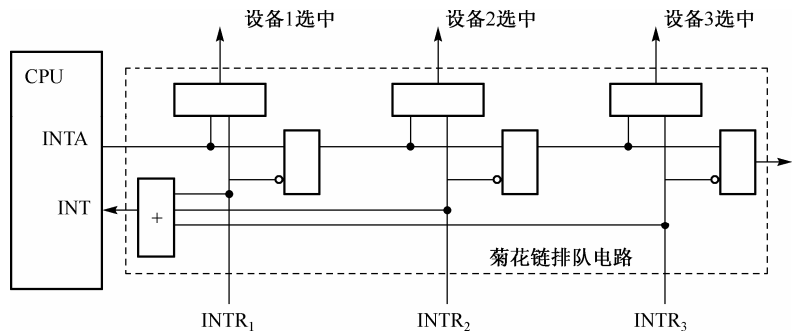 设备1选中
设备2选中
设备3选中
CPU
INTA
INT
+
菊花链排队电路
INTR₁
INTR₂
INTR₃